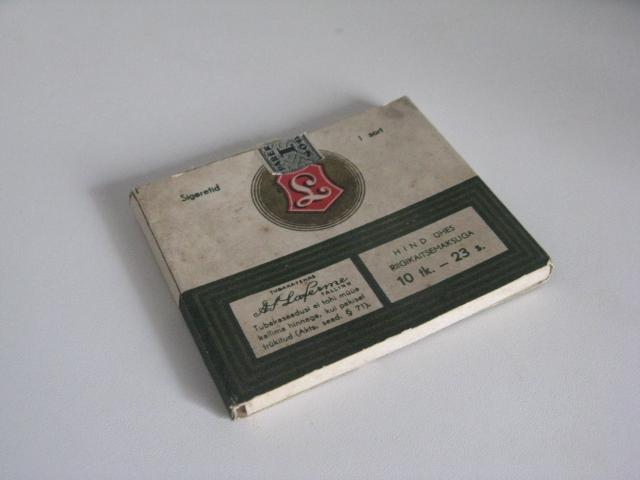 Sigaretid
I sort
L
TUBAKATEHAS
A/S Laferme
TALLINN
Tubakasaadusi ei tohi müüa
kallima hinnaga, kui pakisel
trükitud (Akts. sead. § 71).
HIND ÜHES
RIIGIKAITSEMAKSUGA
10 tk. – 23 s.